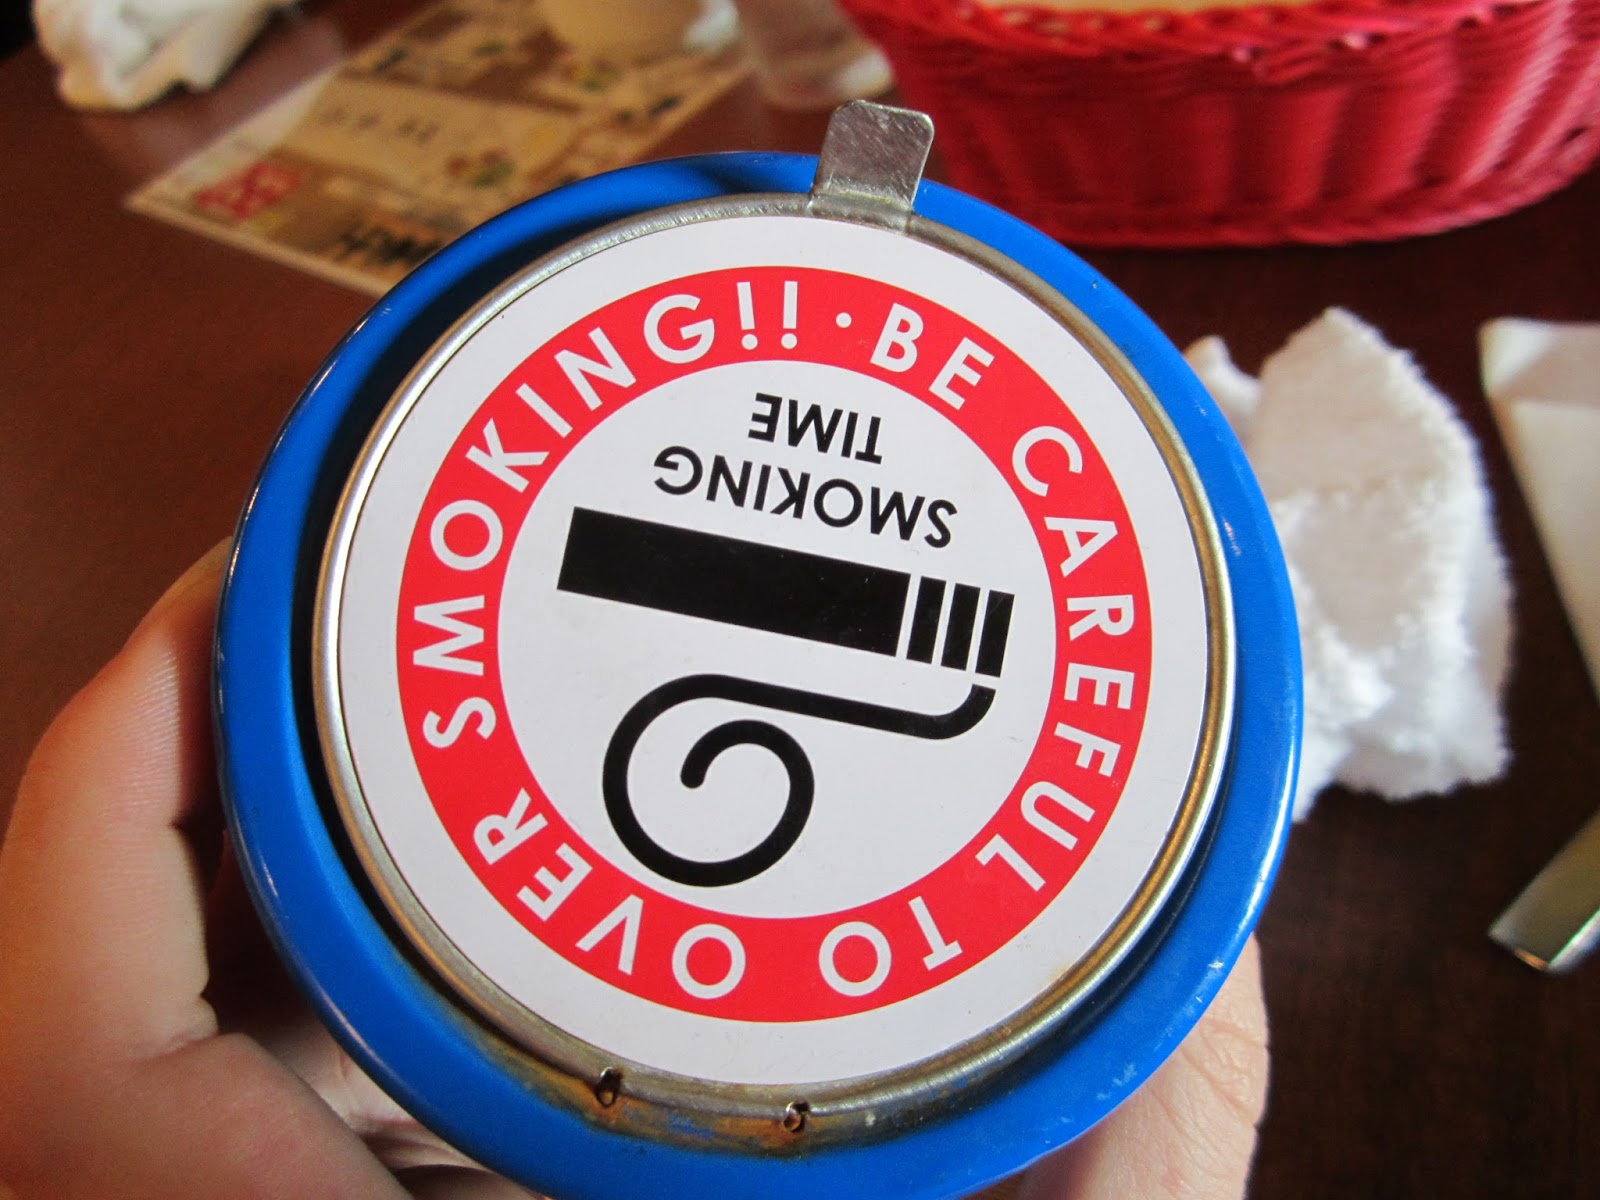 BE CAREFUL TO OVER SMOKING!! •
SMOKING
TIME